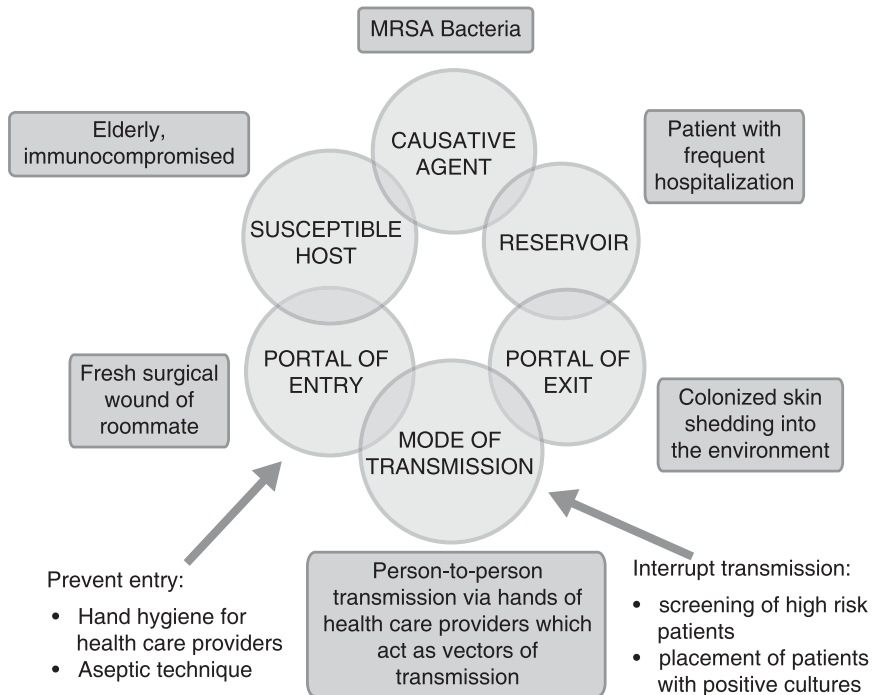 MRSA Bacteria
CAUSATIVE
AGENT
Elderly,
immunocompromised
Patient with
frequent
hospitalization
SUSCEPTIBLE
HOST
RESERVOIR
PORTAL OF
ENTRY
PORTAL OF
EXIT
Fresh surgical
wound of
roommate
Colonized skin
shedding into
the environment
MODE OF
TRANSMISSION
Prevent entry:
• Hand hygiene for
health care providers
• Aseptic technique
Person-to-person
transmission via hands of
health care providers which
act as vectors of
transmission
Interrupt transmission:
• screening of high risk
patients
• placement of patients
with positive cultures